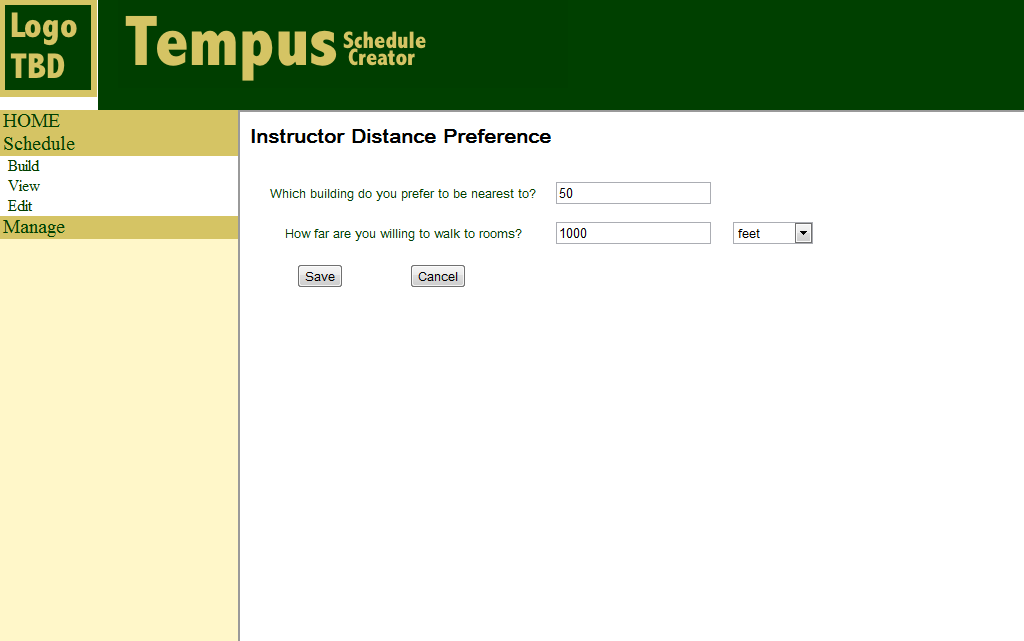 Logo
TBD
Tempus Schedule
Creator
HOME
Schedule
Build
View
Edit
Manage
Instructor Distance Preference
Which building do you prefer to be nearest to? 50
How far are you willing to walk to rooms? 1000 feet
Save Cancel